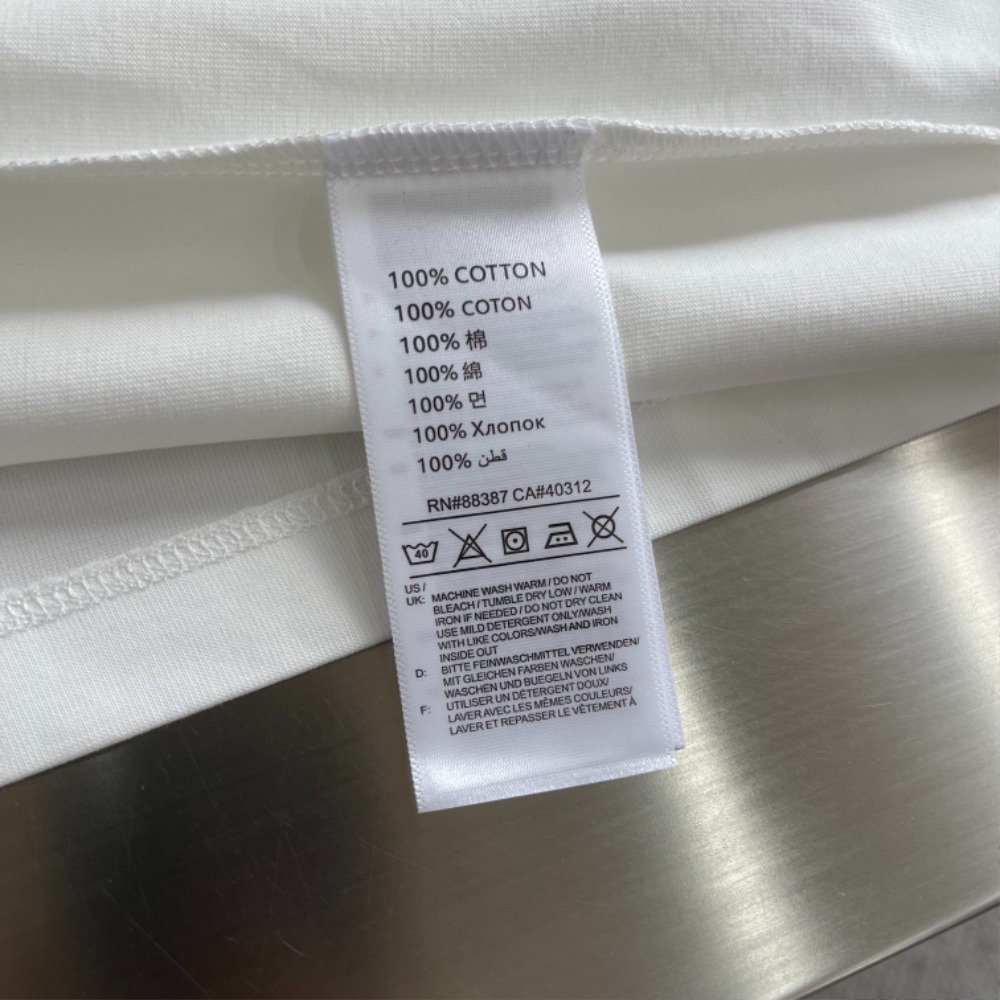 100% COTTON
100% COTON
100% 棉
100% 綿
100% 면
100% Хлопок
100% قطن
RN#88387 CA#40312
40
US /
UK: MACHINE WASH WARM / DO NOT
BLEACH / TUMBLE DRY LOW / WARM
IRON IF NEEDED / DO NOT DRY CLEAN
USE MILD DETERGENT ONLY/WASH
WITH LIKE COLORS/WASH AND IRON
INSIDE OUT
D: BITTE FEINWASCHMITTEL VERWENDEN/
MIT GLEICHEN FARBEN WASCHEN/
WASCHEN UND BUEGELN VON LINKS
F: UTILISER UN DÉTERGENT DOUX/
LAVER AVEC LES MÊMES COULEURS/
LAVER ET REPASSER LE VÊTEMENT À